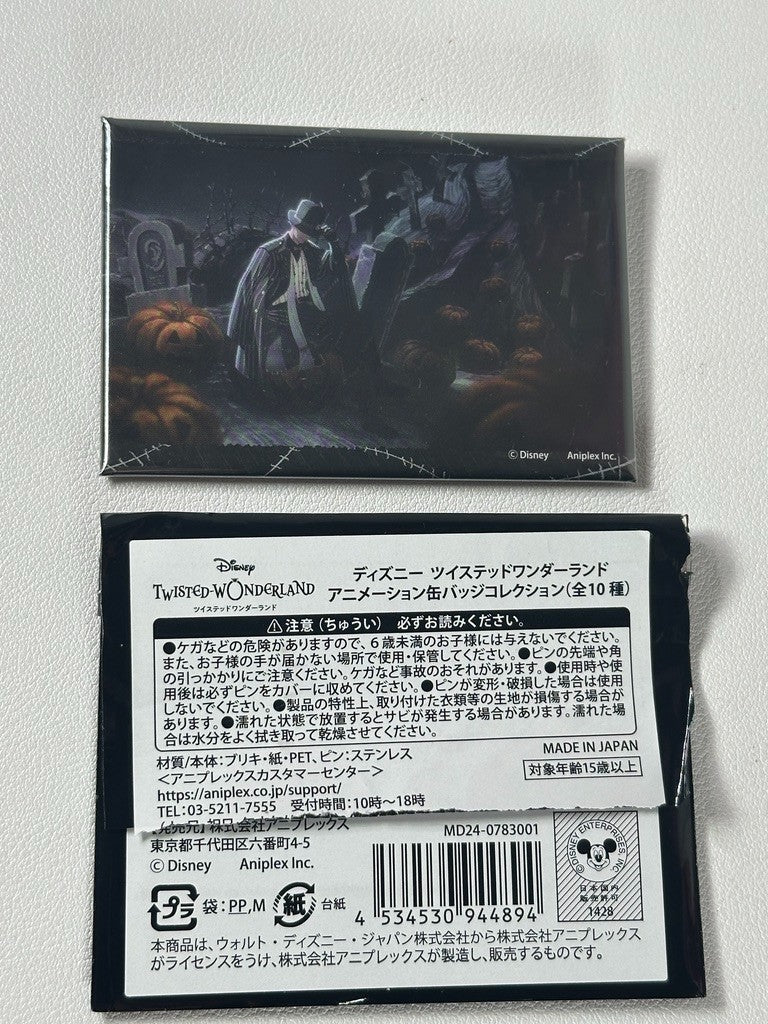 © Disney Aniplex Inc.
Disney
TWISTED-WONDERLAND
ツイステッドワンダーランド
ディズニー ツイステッドワンダーランド
アニメーション缶バッジコレクション(全10種)
⚠注意(ちゅうい) 必ずお読みください。
●ケガなどの危険がありますので、6歳未満のお子様には与えないでください。
また、お子様の手が届かない場所で使用・保管してください。●ピンの先端や角
の引っかかりにご注意ください。ケガなど事故のおそれがあります。●使用時や使
用後は必ずピンをカバーに収めてください。●ピンが変形・破損した場合は使用
しないでください。●製品の特性上、取り付けた衣類等の生地が損傷する場合が
あります。●濡れた状態で放置するとサビが発生する場合があります。濡れた場合
は水分をよく拭き取って乾燥させてください。
材質/本体:ブリキ・紙・PET、ピン:ステンレス
MADE IN JAPAN
<アニプレックスカスタマーセンター>
対象年齢15歳以上
https://aniplex.co.jp/support/
TEL:03-5211-7555 受付時間:10時〜18時
【発売元】株式会社アニプレックス
東京都千代田区六番町4-5
© Disney Aniplex Inc.
MD24-0783001
プラ 袋:PP,M 紙 台紙
4 534530 944894
©DISNEY ENTERPRISES, INC.
日本国内
販売許可
1428
本商品は、ウォルト・ディズニー・ジャパン株式会社から株式会社アニプレックス
がライセンスをうけ、株式会社アニプレックスが製造し、販売するものです。